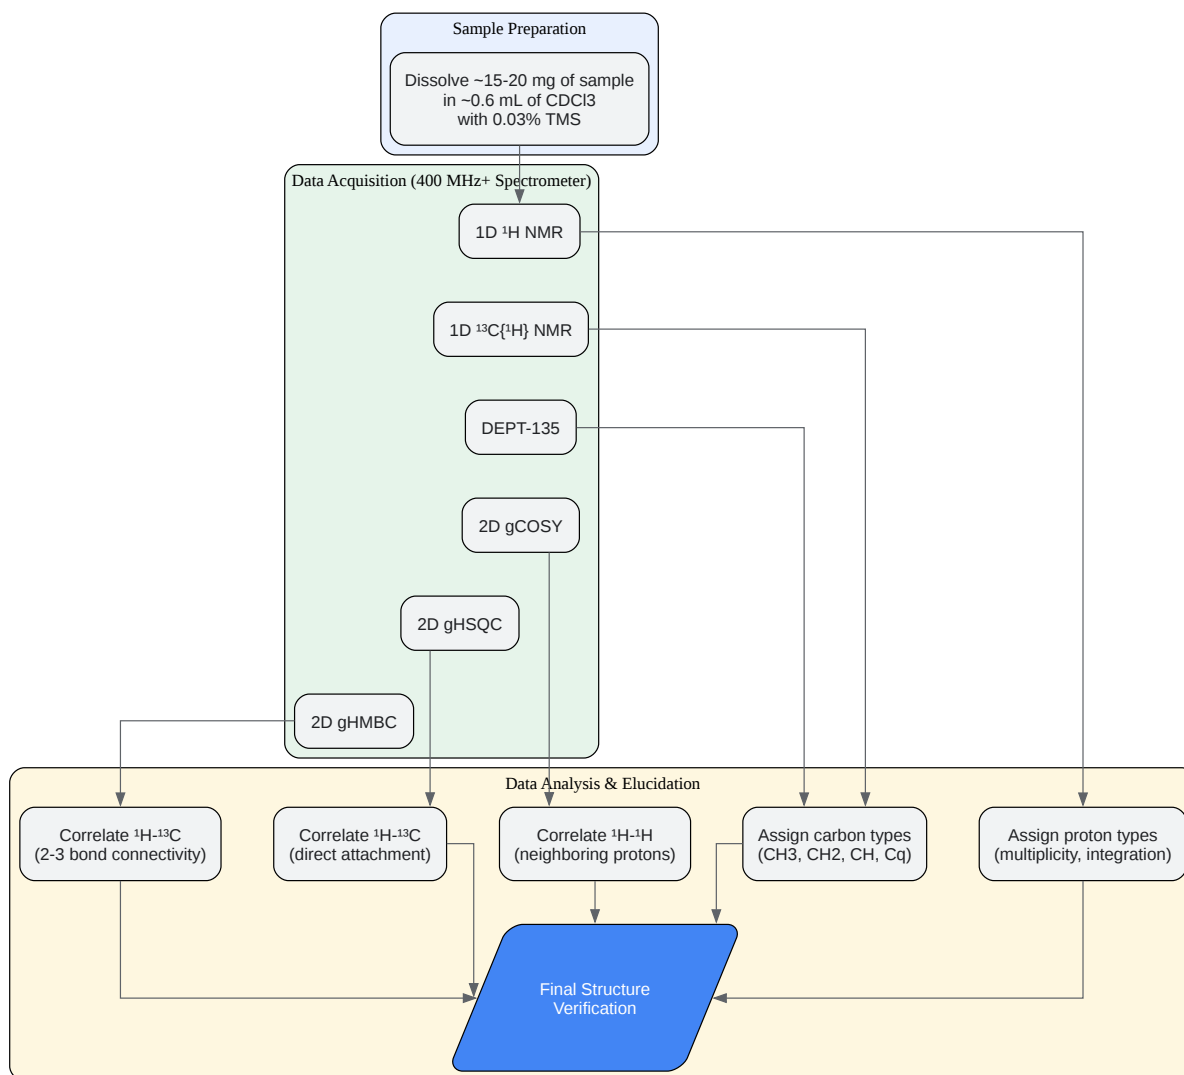 Sample Preparation
Dissolve ~15-20 mg of sample
in ~0.6 mL of CDCl3
with 0.03% TMS
Data Acquisition (400 MHz+ Spectrometer)
1D ¹H NMR
1D ¹³C{¹H} NMR
DEPT-135
2D gCOSY
2D gHSQC
2D gHMBC
Data Analysis & Elucidation
Correlate ¹H-¹³C
(2-3 bond connectivity)
Correlate ¹H-¹³C
(direct attachment)
Correlate ¹H-¹H
(neighboring protons)
Assign carbon types
(CH3, CH2, CH, Cq)
Assign proton types
(multiplicity, integration)
Final Structure
Verification